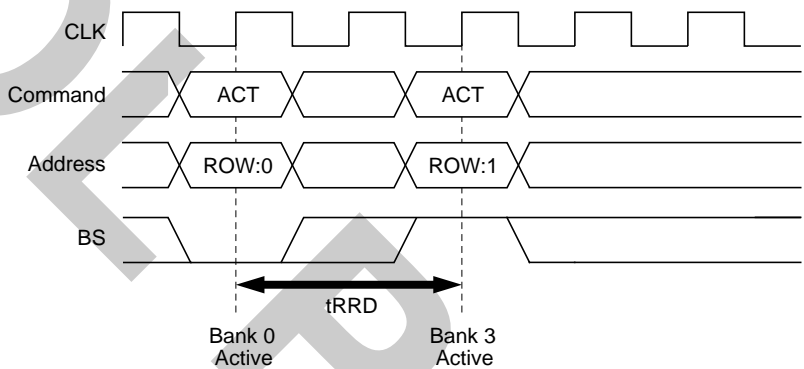 CLK
Command ACT ACT
Address ROW:0 ROW:1
BS
tRRD
Bank 0 Bank 3
Active Active